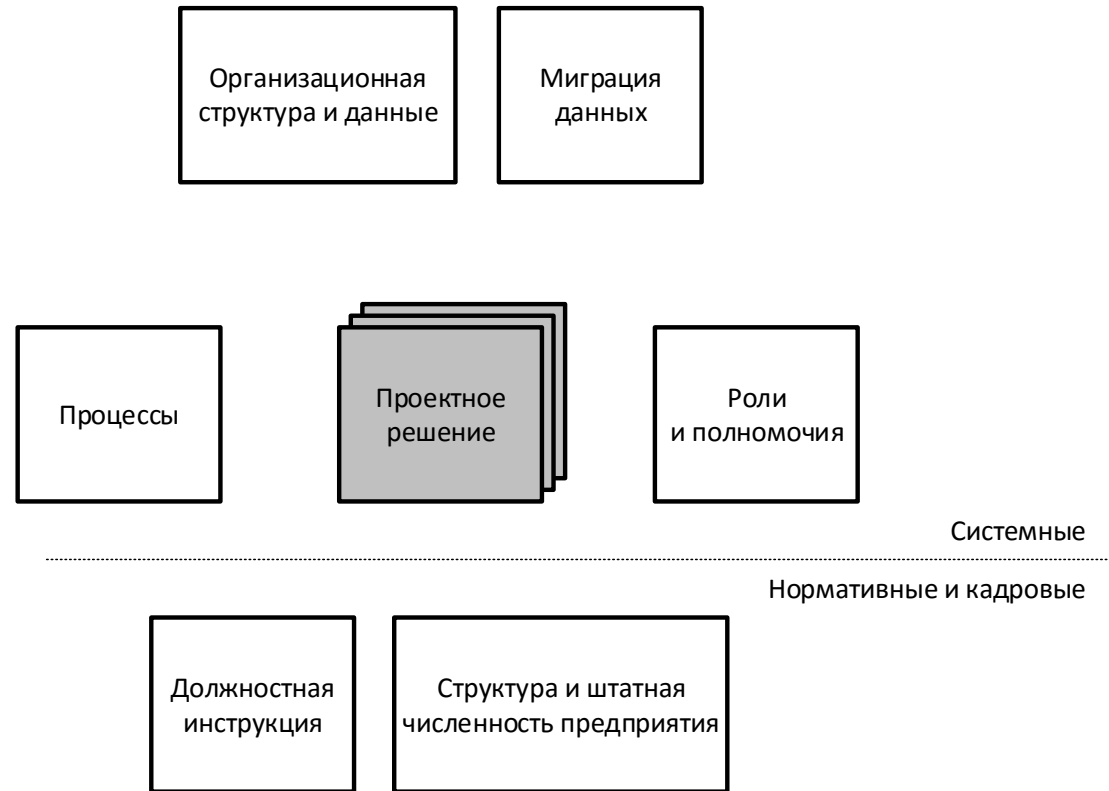 Организационная
структура и данные
Миграция
данных
Процессы
Проектное
решение
Роли
и полномочия
Системные
Нормативные и кадровые
Должностная
инструкция
Структура и штатная
численность предприятия